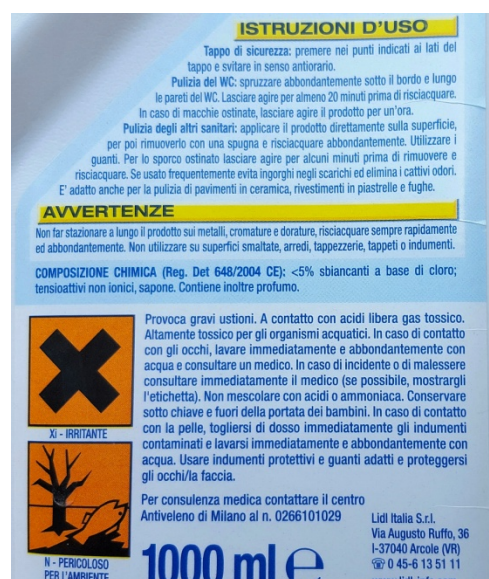 ISTRUZIONI D'USO
Tappo di sicurezza: premere nei punti indicati ai lati del
tappo e svitare in senso antiorario.
Pulizia del WC: spruzzare abbondantemente sotto il bordo e lungo
le pareti del WC. Lasciare agire per almeno 20 minuti prima di risciacquare.
In caso di macchie ostinate, lasciare agire il prodotto per un'ora.
Pulizia degli altri sanitari: applicare il prodotto direttamente sulla superficie,
per poi rimuoverlo con una spugna e risciacquare abbondantemente. Utilizzare i
guanti. Per lo sporco ostinato lasciare agire per alcuni minuti prima di rimuovere e
risciacquare. Se usato frequentemente evita ingorghi negli scarichi ed elimina i cattivi odori.
E' adatto anche per la pulizia di pavimenti in ceramica, rivestimenti in piastrelle e fughe.
AVVERTENZE
Non far stazionare a lungo il prodotto sui metalli, cromature e dorature, risciacquare sempre rapidamente
ed abbondantemente. Non utilizzare su superfici smaltate, arredi, tappezzerie, tappeti o indumenti.
COMPOSIZIONE CHIMICA (Reg. Det 648/2004 CE): <5% sbiancanti a base di cloro;
tensioattivi non ionici, sapone. Contiene inoltre profumo.
Provoca gravi ustioni. A contatto con acidi libera gas tossico.
Altamente tossico per gli organismi acquatici. In caso di contatto
con gli occhi, lavare immediatamente e abbondantemente con
acqua e consultare un medico. In caso di incidente o di malessere
consultare immediatamente il medico (se possibile, mostrargli
l'etichetta). Non mescolare con acidi o ammoniaca. Conservare
sotto chiave e fuori della portata dei bambini. In caso di contatto
con la pelle, togliersi di dosso immediatamente gli indumenti
contaminati e lavarsi immediatamente e abbondantemente con
acqua. Usare indumenti protettivi e guanti adatti e proteggersi
gli occhi/la faccia.
Xi - IRRITANTE
Per consulenza medica contattare il centro
Antiveleno di Milano al n. 0266101029
N - PERICOLOSO
PER L'AMBIENTE
1000 ml e
Lidl Italia S.r.l.
Via Augusto Ruffo, 36
I-37040 Arcole (VR)
☏ 0 45-6 13 51 11